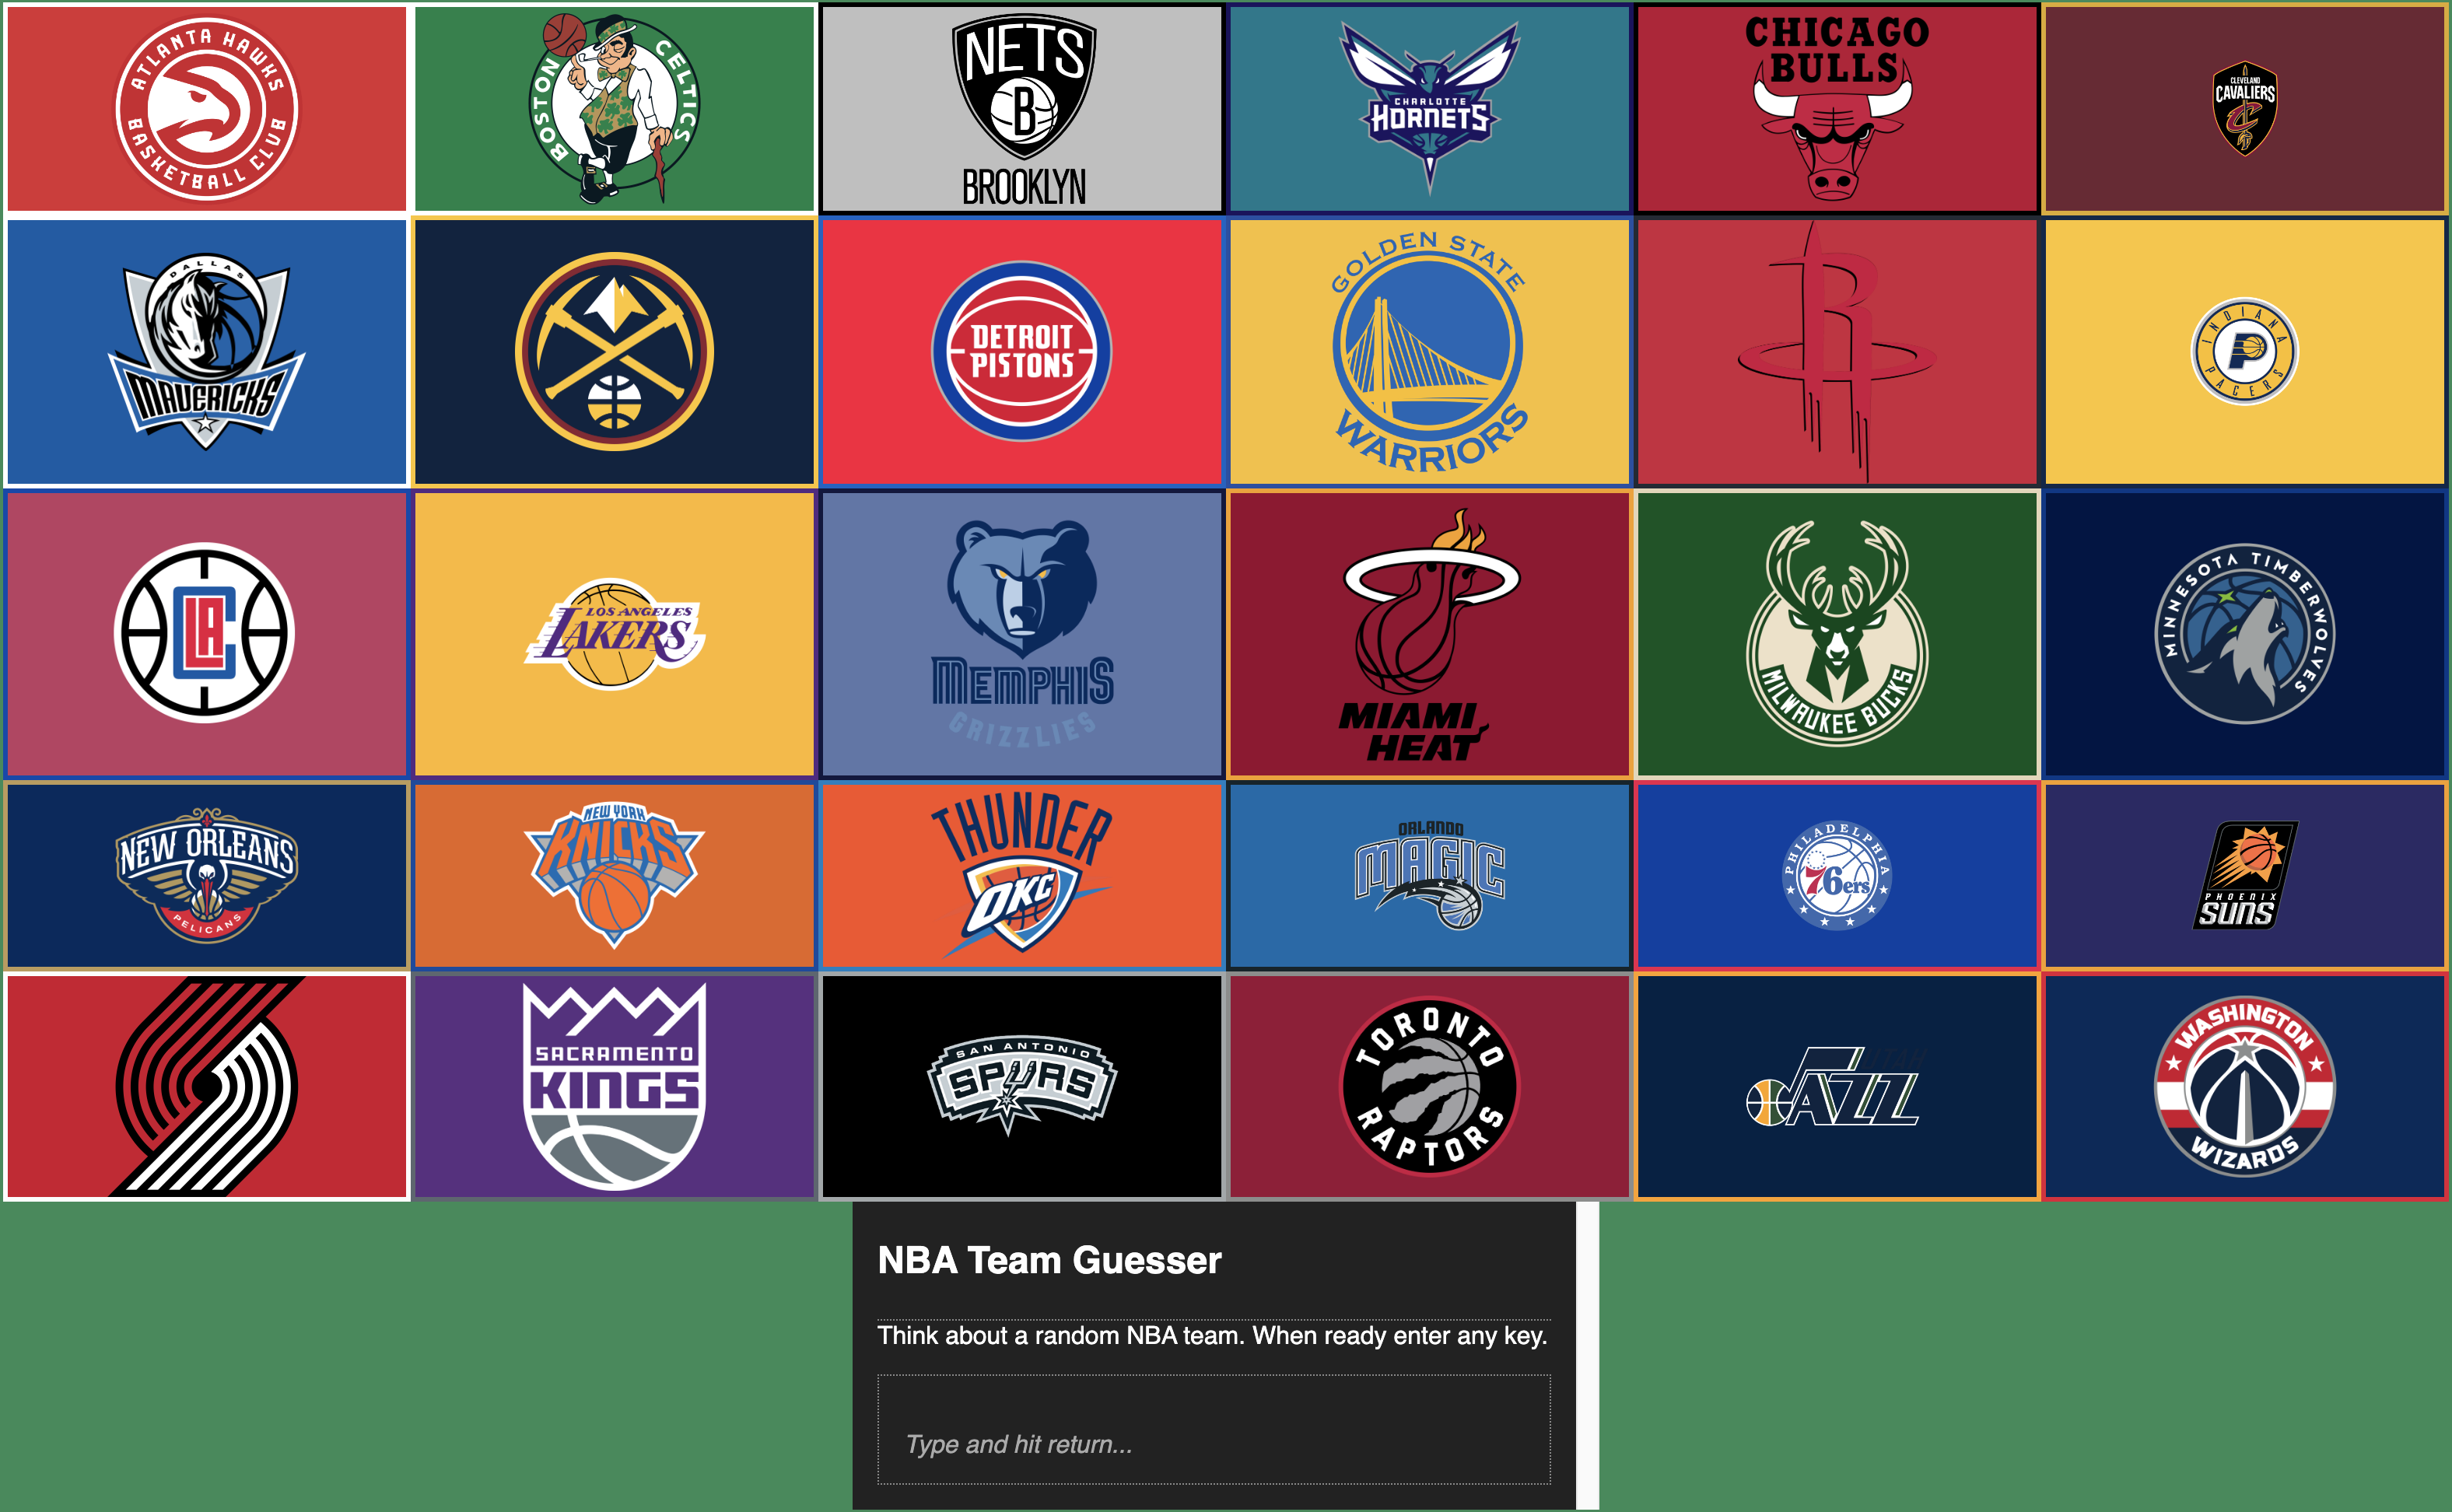 ATLANTA HAWKS
BASKETBALL CLUB
BOSTON CELTICS
NETS
B
BROOKLYN
CHARLOTTE
HORNETS
CHICAGO
BULLS
CLEVELAND
CAVALIERS
C
DALLAS
MAVERICKS
DETROIT
PISTONS
GOLDEN STATE
WARRIORS
R
INDIANA
P
PACERS
LA
C
LOS ANGELES
LAKERS
MEMPHIS
GRIZZLIES
MIAMI
HEAT
MILWAUKEE BUCKS
MINNESOTA TIMBERWOLVES
NEW ORLEANS
PELICANS
NEW YORK
KNICKS
THUNDER
OKC
ORLANDO
MAGIC
PHILADELPHIA
76ers
PHOENIX
SUNS
SACRAMENTO
KINGS
SAN ANTONIO
SPURS
TORONTO
RAPTORS
UTAH
JAZZ
WASHINGTON
WIZARDS
NBA Team Guesser
Think about a random NBA team. When ready enter any key.
Type and hit return...